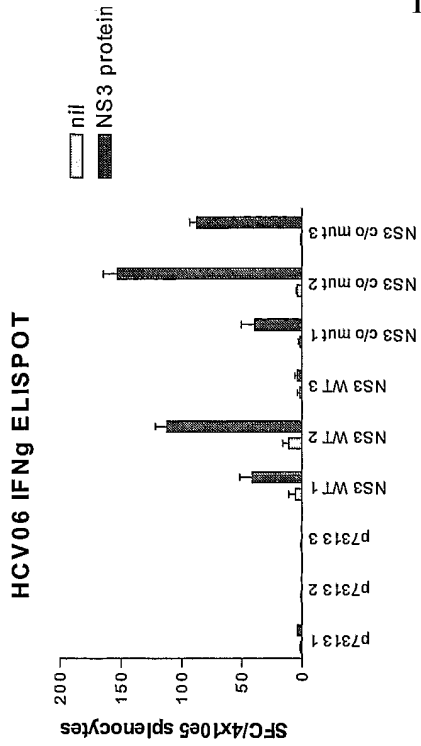 HCV06 IFNg ELISPOT
nil
NS3 protein
SFC/4x10e5 splenocytes
200
150
100
50
0
p7313 1
p7313 2
p7313 3
NS3 WT 1
NS3 WT 2
NS3 WT 3
NS3 c/o mut 1
NS3 c/o mut 2
NS3 c/o mut 3